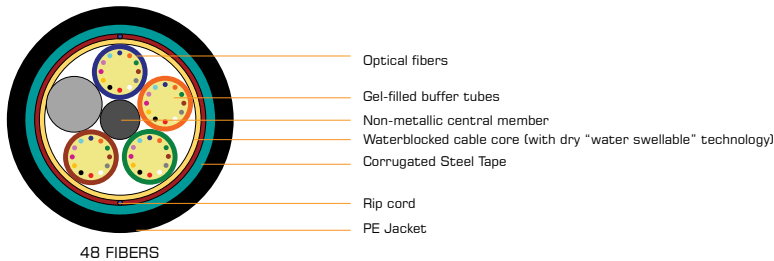 Optical fibers
Gel-filled buffer tubes
Non-metallic central member
Waterblocked cable core (with dry “water swellable” technology)
Corrugated Steel Tape
Rip cord
PE Jacket
48 FIBERS